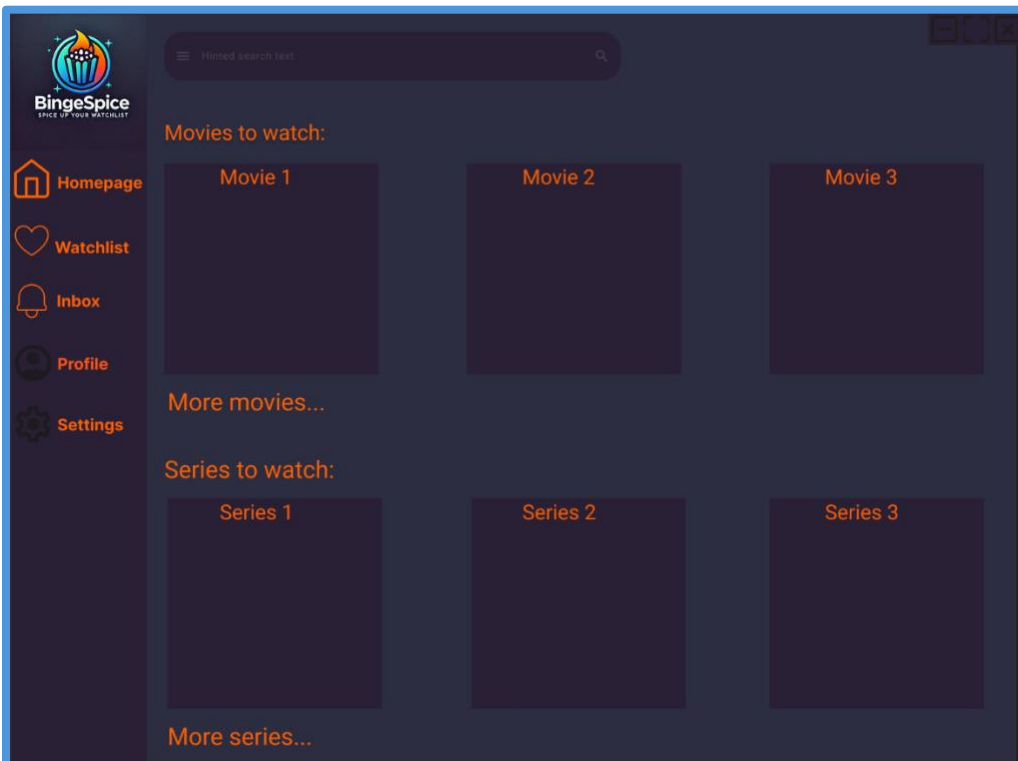 BingeSpice
SPICE UP YOUR WATCHLIST
Hinted search text
Homepage
Watchlist
Inbox
Profile
Settings
Movies to watch:
Movie 1
Movie 2
Movie 3
More movies...
Series to watch:
Series 1
Series 2
Series 3
More series...